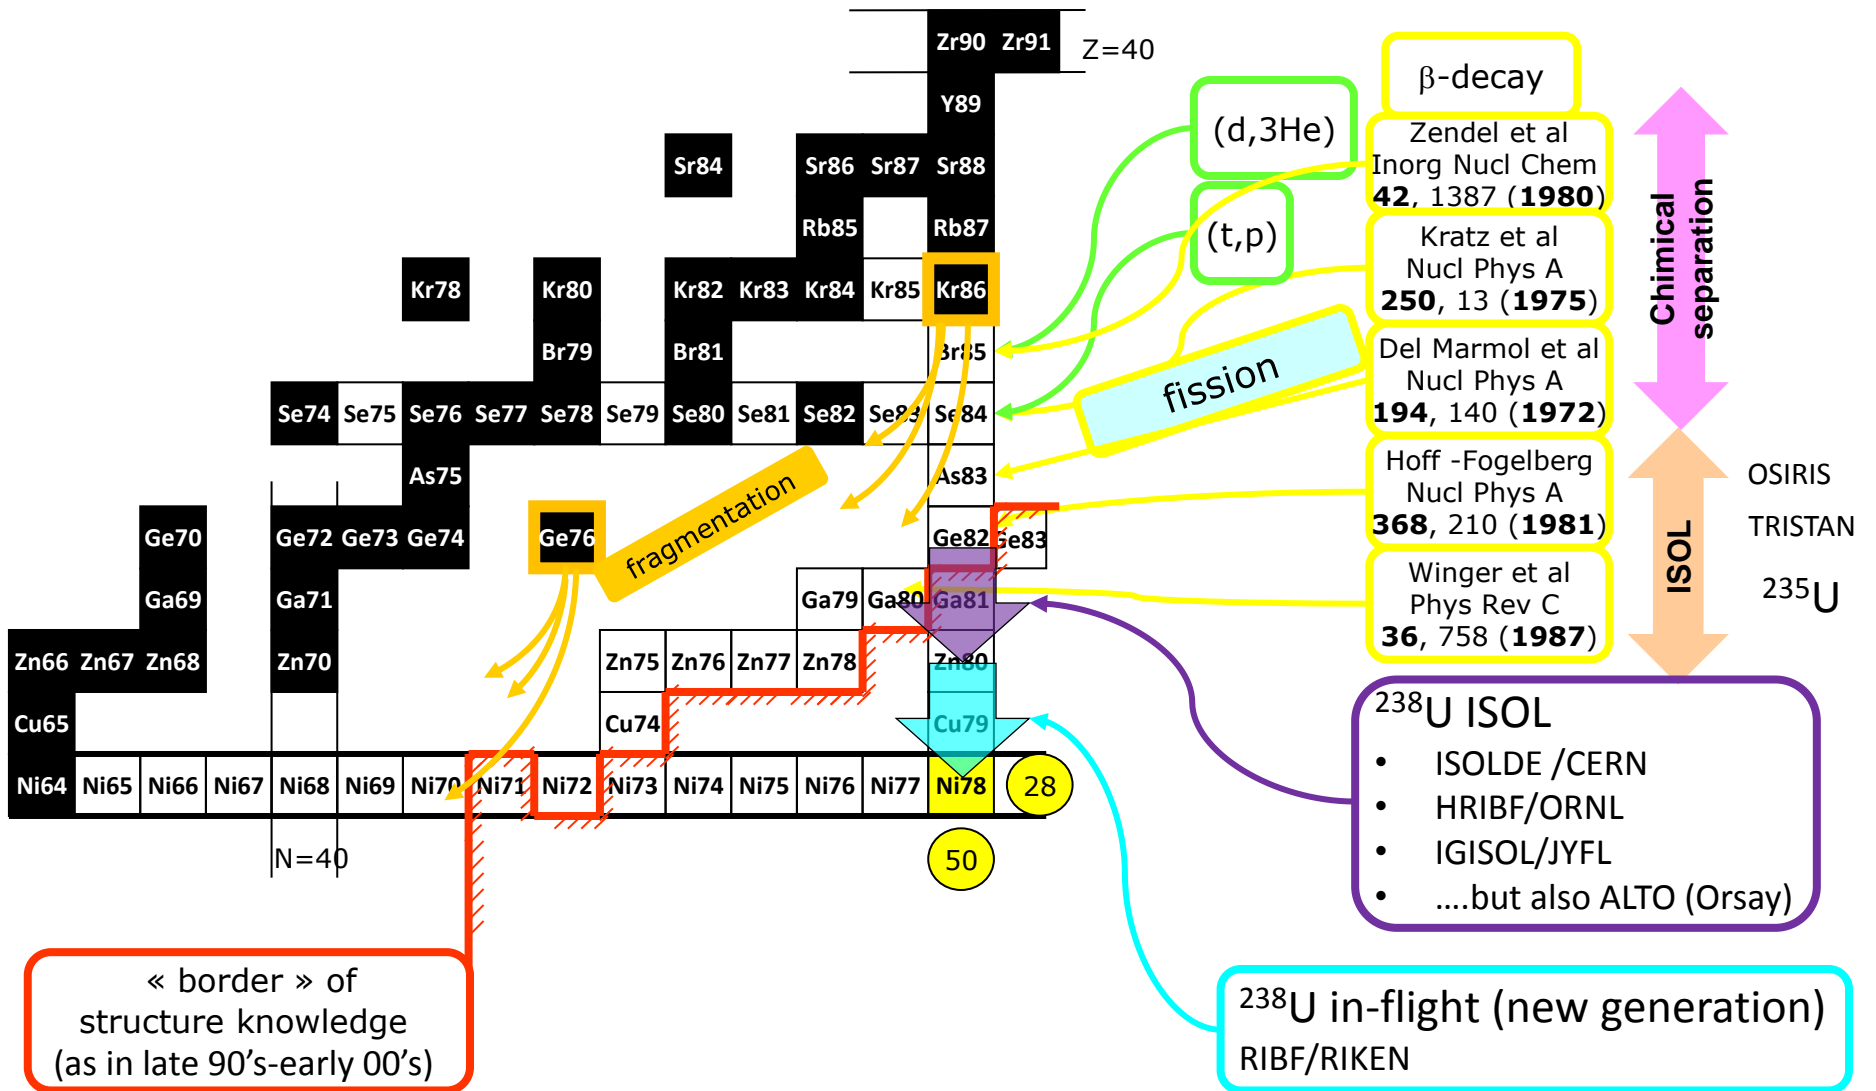 Zr90 Zr91 Z=40
Y89
Sr84 Sr86 Sr87 Sr88
Rb85 Rb87
Kr78 Kr80 Kr82 Kr83 Kr84 Kr85 Kr86
Br79 Br81 Br85
Se74 Se75 Se76 Se77 Se78 Se79 Se80 Se81 Se82 Se83 Se84
As75 As83
Ge70 Ge72 Ge73 Ge74 Ge76 Ge82 Ge83
Ga69 Ga71 Ga79 Ga80 Ga81
Zn66 Zn67 Zn68 Zn70 Zn75 Zn76 Zn77 Zn78 Zn80
Cu65 Cu74 Cu79
Ni64 Ni65 Ni66 Ni67 Ni68 Ni69 Ni70 Ni71 Ni72 Ni73 Ni74 Ni75 Ni76 Ni77 Ni78 28
N=40
50
fragmentation
fission
(d,3He)
(t,p)
β-decay
Zendel et al
Inorg Nucl Chem
42, 1387 (1980)
Kratz et al
Nucl Phys A
250, 13 (1975)
Del Marmol et al
Nucl Phys A
194, 140 (1972)
Hoff -Fogelberg
Nucl Phys A
368, 210 (1981)
Winger et al
Phys Rev C
36, 758 (1987)
Chimical
separation
ISOL
OSIRIS
TRISTAN
²³⁵U
²³⁸U ISOL
• ISOLDE /CERN
• HRIBF/ORNL
• IGISOL/JYFL
• ....but also ALTO (Orsay)
²³⁸U in-flight (new generation)
RIBF/RIKEN
« border » of
structure knowledge
(as in late 90’s-early 00’s)